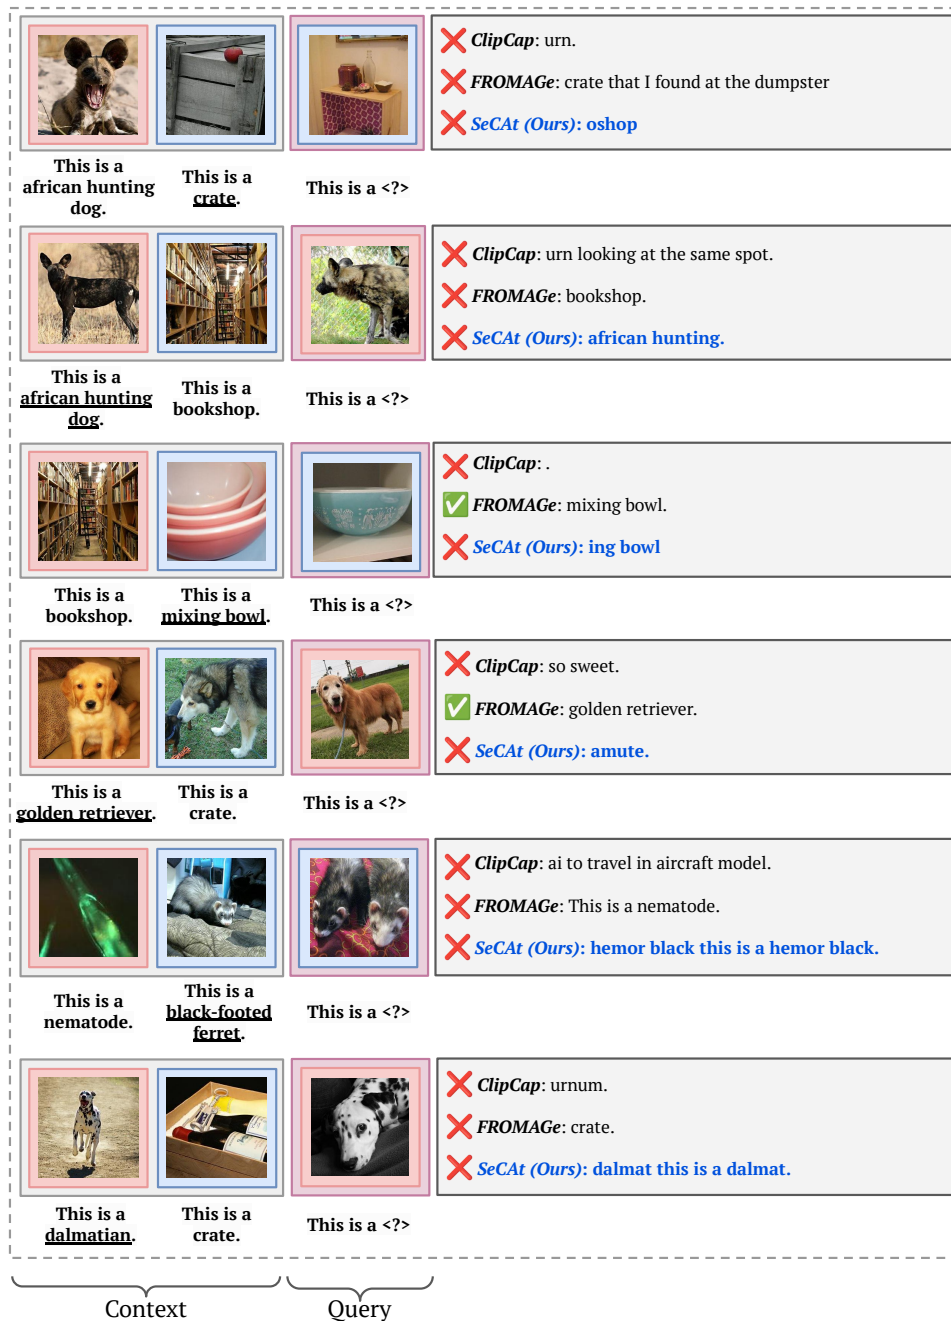 ClipCap: urn.
FROMAGe: crate that I found at the dumpster
SeCAt (Ours): oshop
This is a
african hunting
dog.
This is a
crate.
This is a <?>
ClipCap: urn looking at the same spot.
FROMAGe: bookshop.
SeCAt (Ours): african hunting.
This is a
african hunting
dog.
This is a
bookshop.
This is a <?>
ClipCap: .
FROMAGe: mixing bowl.
SeCAt (Ours): ing bowl
This is a
bookshop.
This is a
mixing bowl.
This is a <?>
ClipCap: so sweet.
FROMAGe: golden retriever.
SeCAt (Ours): amute.
This is a
golden retriever.
This is a
crate.
This is a <?>
ClipCap: ai to travel in aircraft model.
FROMAGe: This is a nematode.
SeCAt (Ours): hemor black this is a hemor black.
This is a
nematode.
This is a
black-footed
ferret.
This is a <?>
ClipCap: urnum.
FROMAGe: crate.
SeCAt (Ours): dalmat this is a dalmat.
This is a
dalmatian.
This is a
crate.
This is a <?>
Context
Query